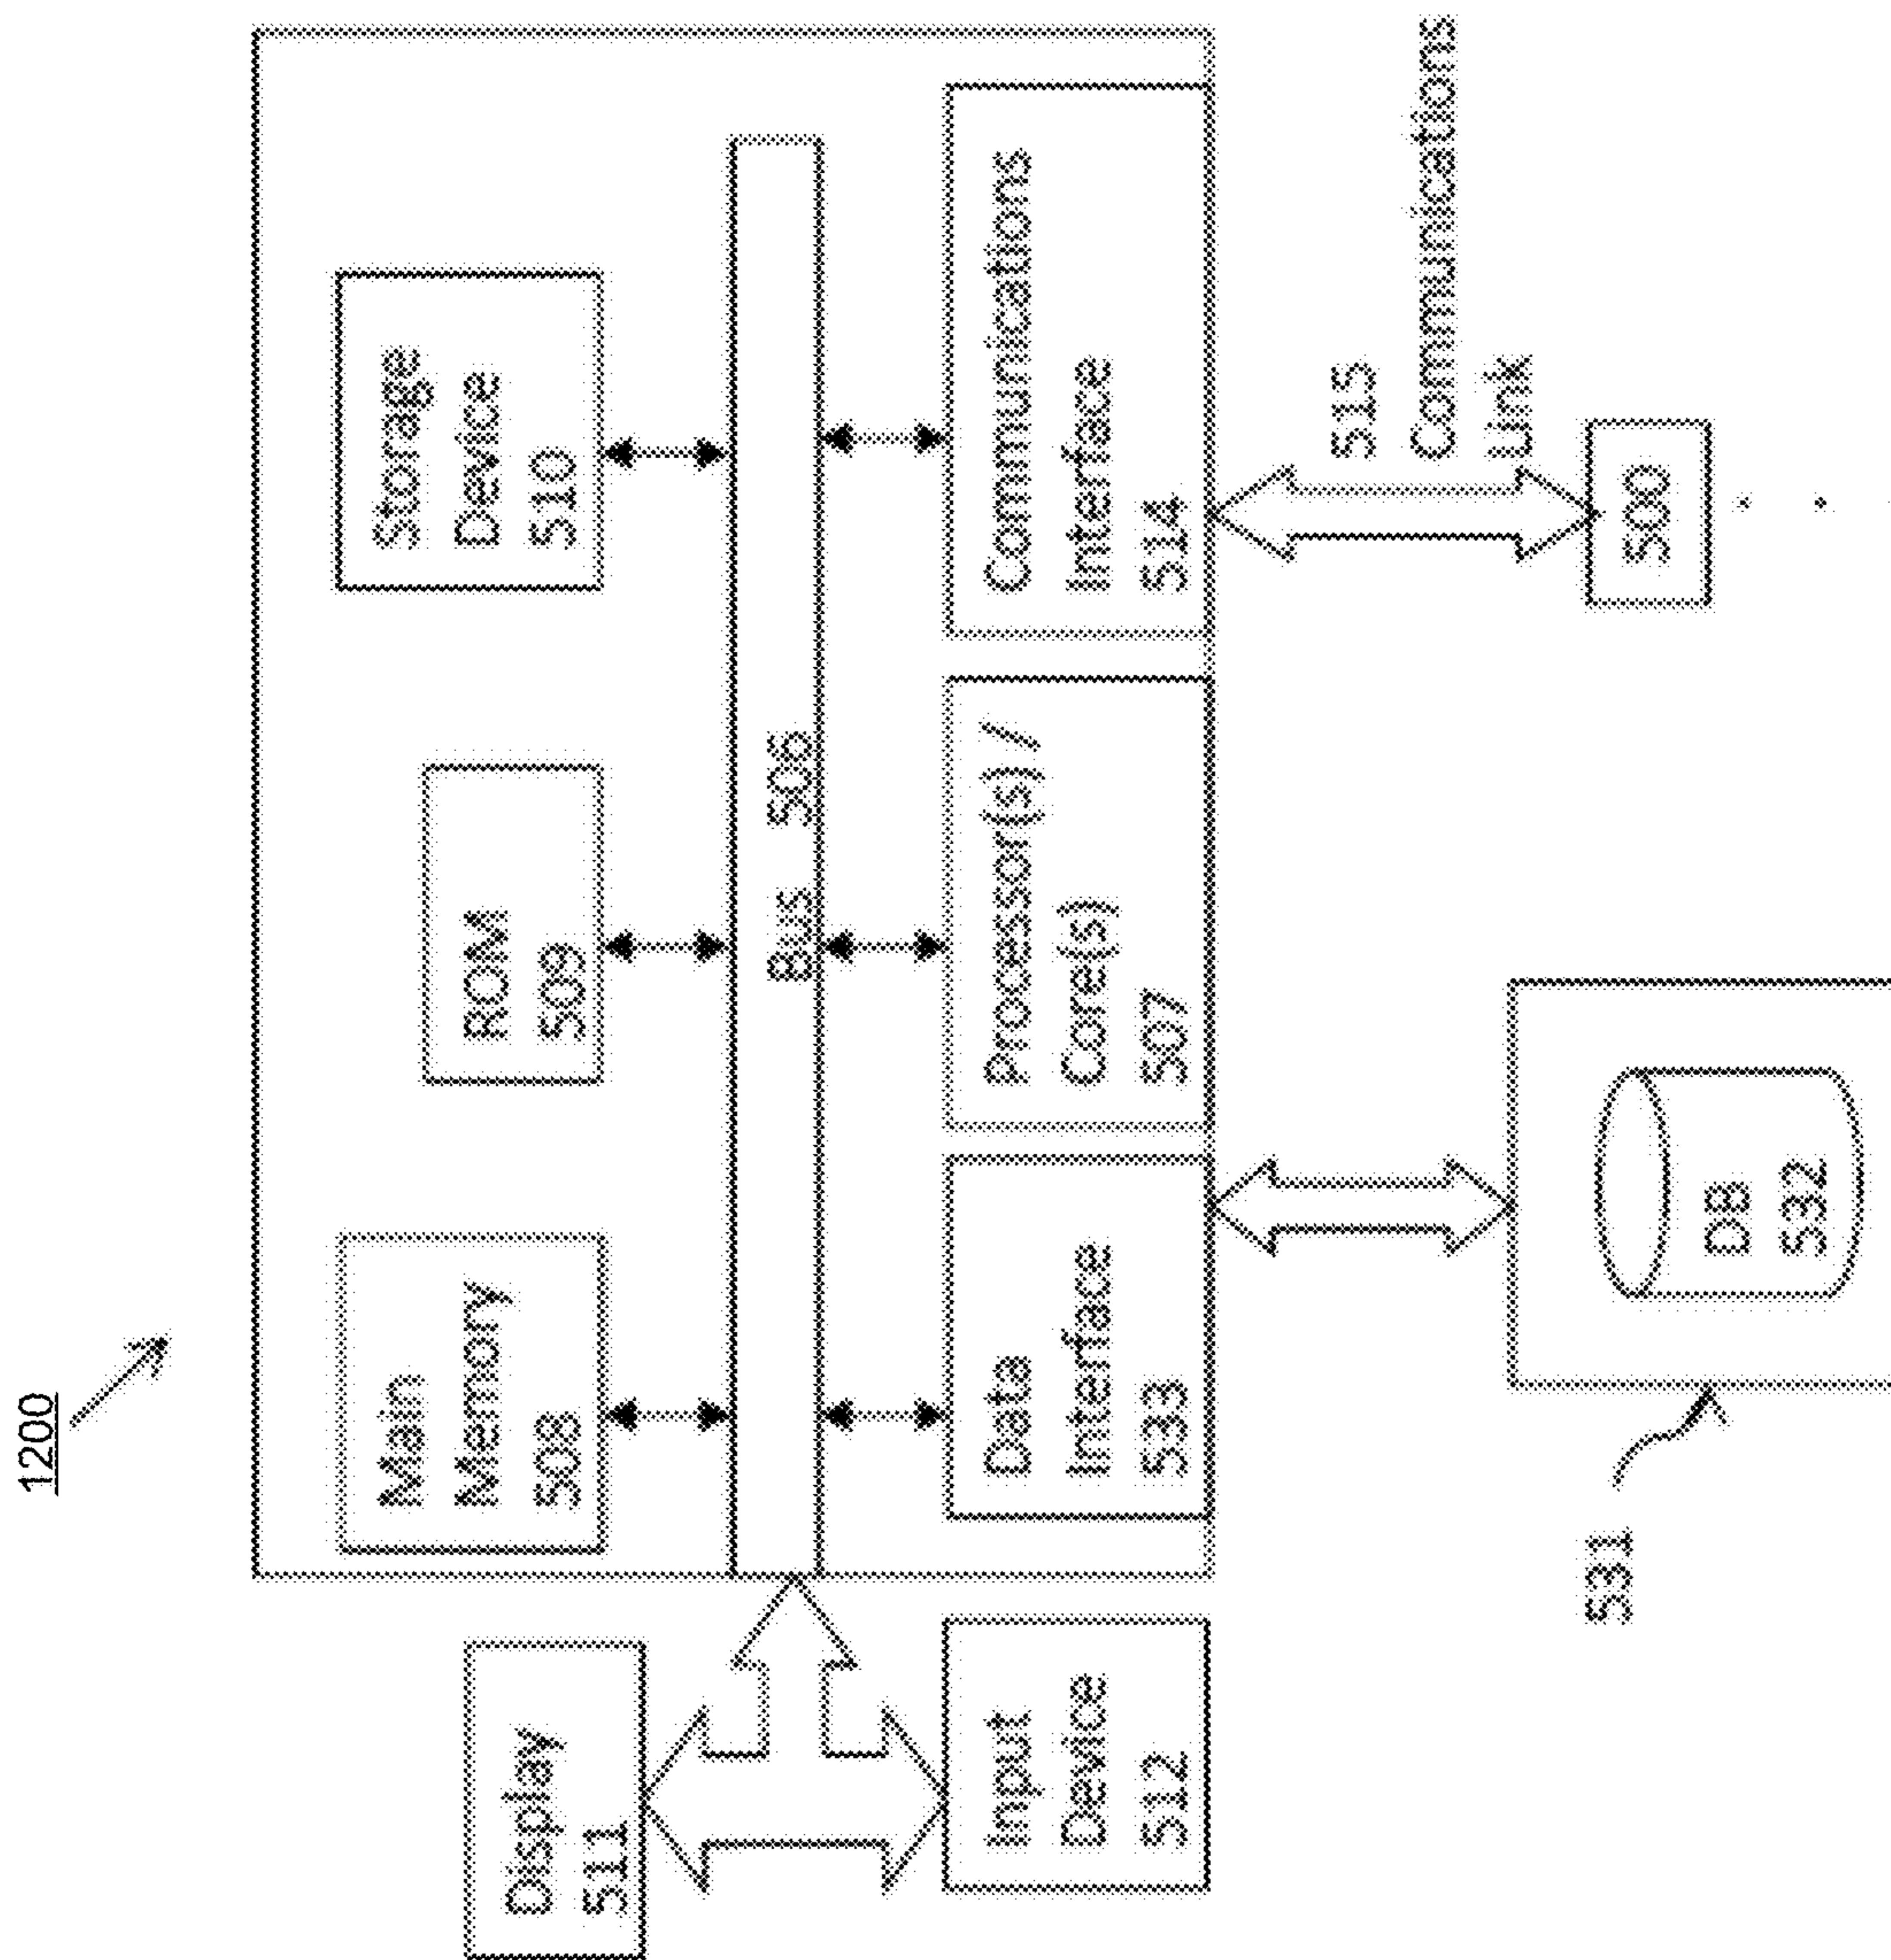 1200
Main
Memory
508
ROM
509
Storage
Device
510
Display
511
Bus 506
Input
Device
512
Data
Interface
533
Processor(s) /
Core(s)
507
Communications
Interface
514
515
Communications
Link
531
DB
532
500